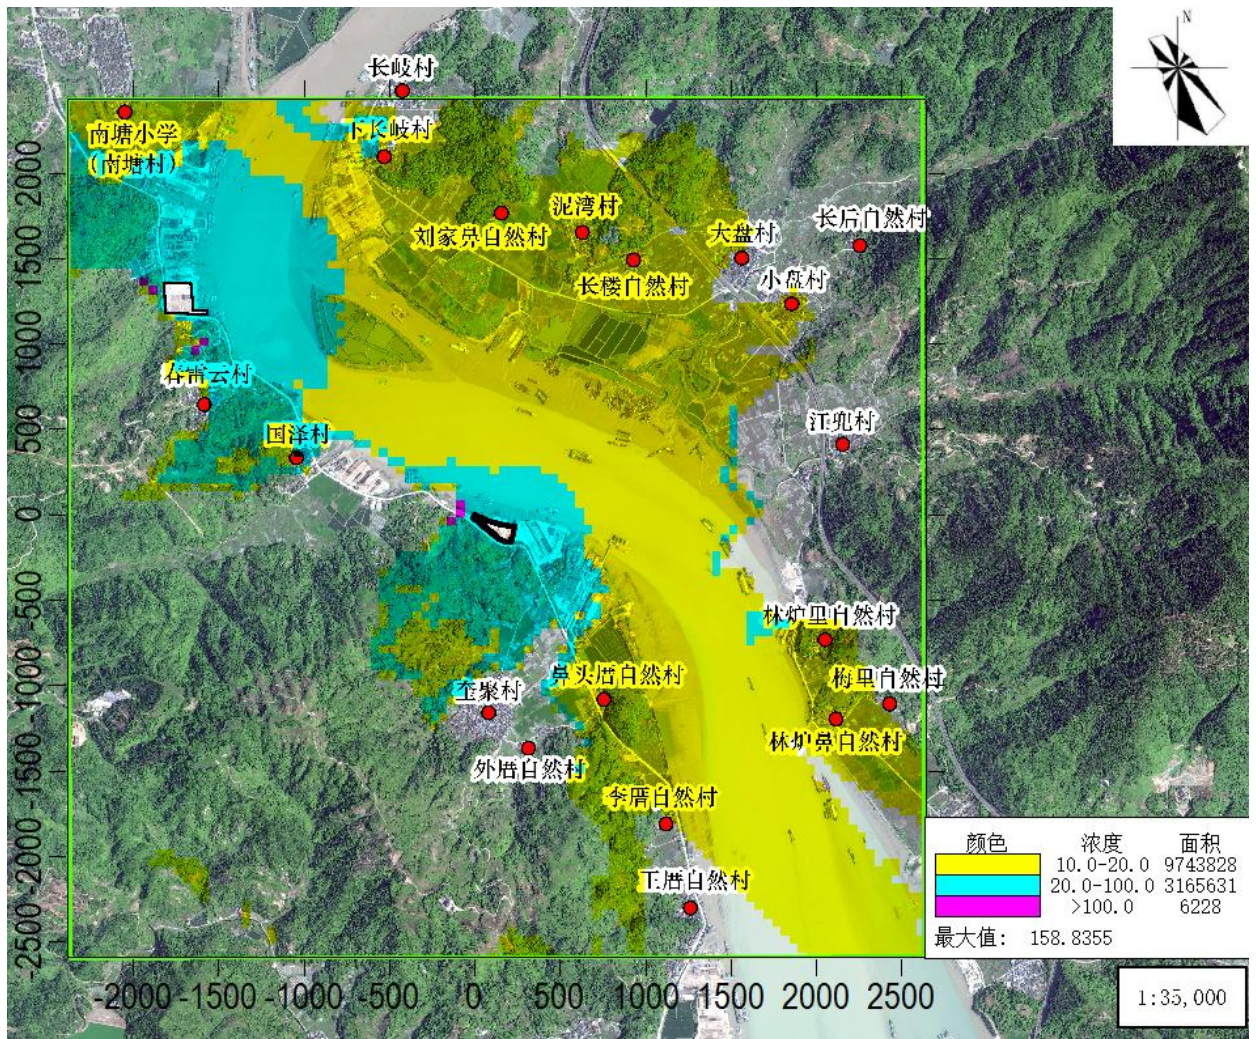 N
长岐村
下长岐村
南塘小学
(南塘村)
泥湾村
刘家鼻自然村
大盘村
长后自然村
长楼自然村
小盘村
春雷云村
国泽村
江兜村
林炉里自然村
鼻头厝自然村
梅里自然村
奎聚村
林炉鼻自然村
外厝自然村
李厝自然村
王厝自然村
2000
1500
1000
500
0
-500
-1000
-1500
-2000
-2500
-2000 -1500 -1000 -500 0 500 1000 1500 2000 2500
颜色 浓度 面积
10.0-20.0 9743828
20.0-100.0 3165631
>100.0 6228
最大值: 158.8355
1:35,000